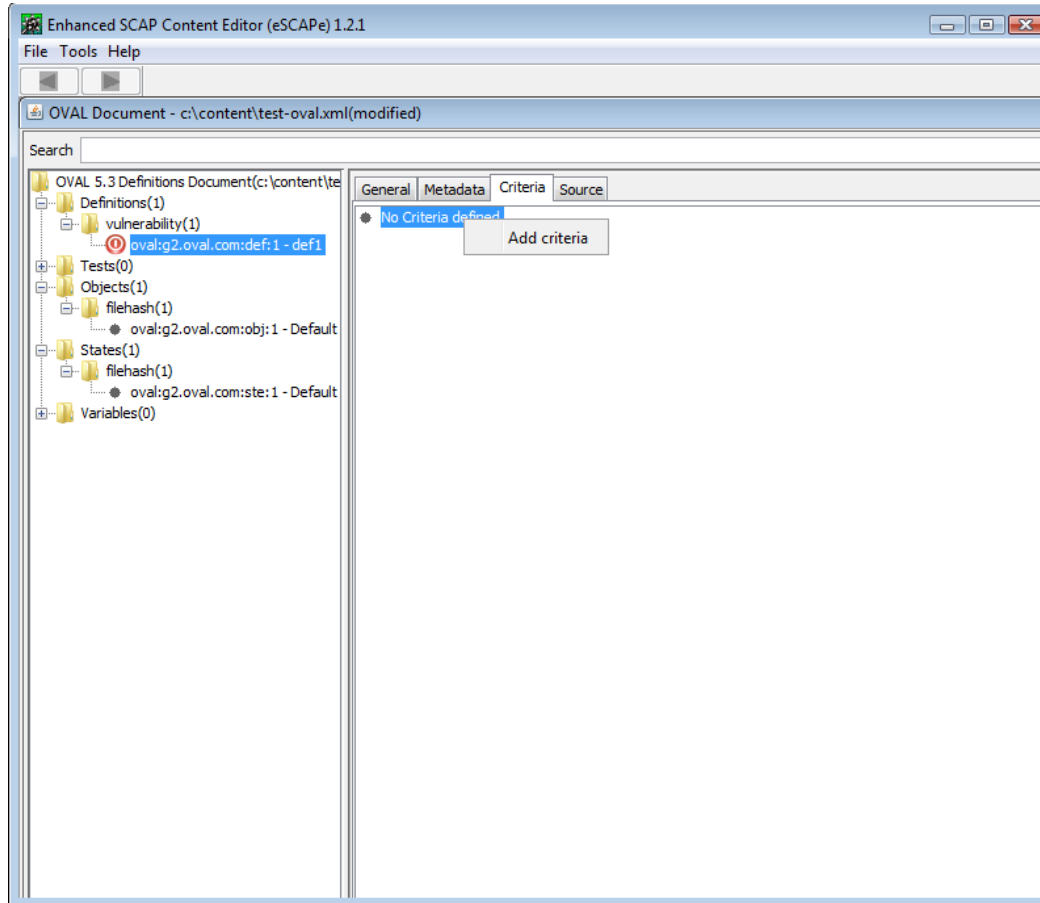 Enhanced SCAP Content Editor (eSCAPe) 1.2.1
File Tools Help
OVAL Document - c:\content\test-oval.xml(modified)
Search
OVAL 5.3 Definitions Document(c:\content\te
Definitions(1)
vulnerability(1)
oval:g2.oval.com:def:1 - def1
Tests(0)
Objects(1)
filehash(1)
oval:g2.oval.com:obj:1 - Default
States(1)
filehash(1)
oval:g2.oval.com:ste:1 - Default
Variables(0)
General Metadata Criteria Source
No Criteria defined
Add criteria